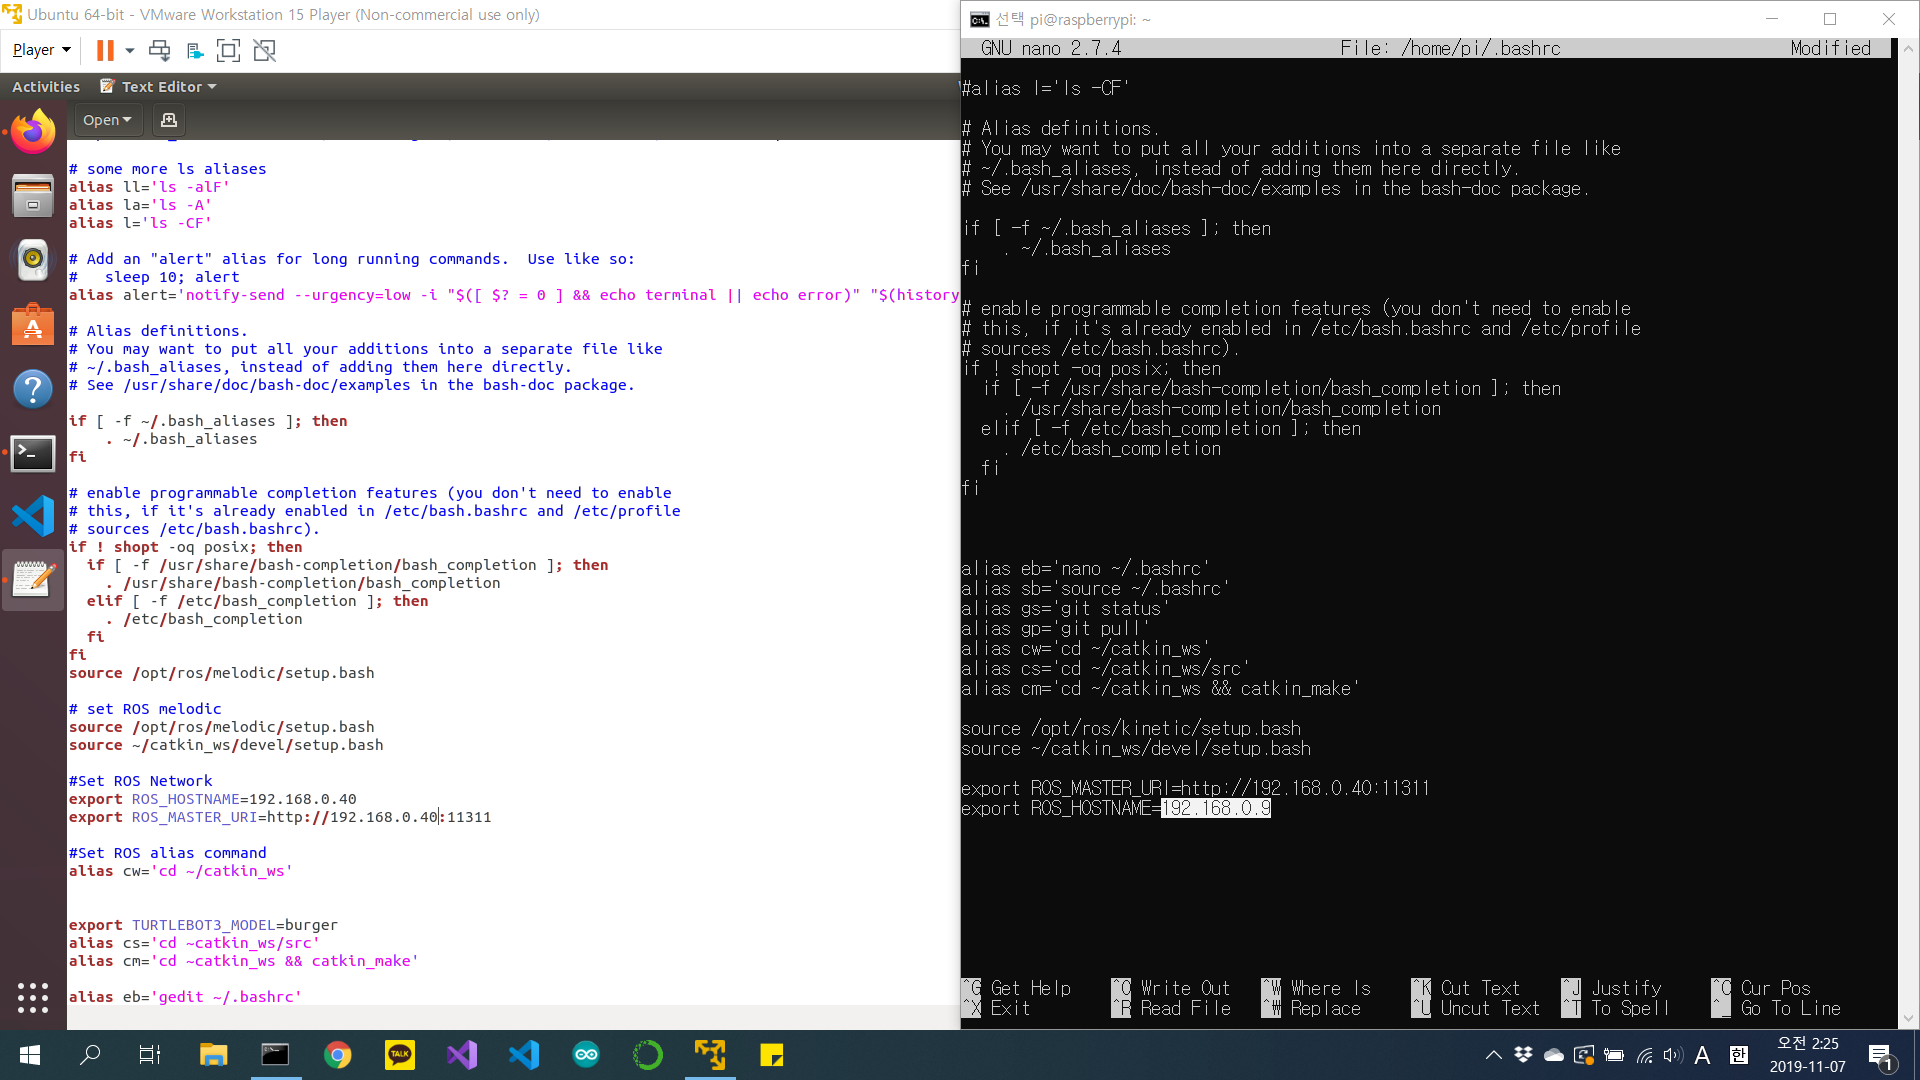 Ubuntu 64-bit - VMware Workstation 15 Player (Non-commercial use only)
Player
Activities
Text Editor
Open
# some more ls aliases
alias ll='ls -alF'
alias la='ls -A'
alias l='ls -CF'
# Add an "alert" alias for long running commands.  Use like so:
#   sleep 10; alert
alias alert='notify-send --urgency=low -i "$([ $? = 0 ] && echo terminal || echo error)" "$(history
# Alias definitions.
# You may want to put all your additions into a separate file like
# ~/.bash_aliases, instead of adding them here directly.
# See /usr/share/doc/bash-doc/examples in the bash-doc package.
if [ -f ~/.bash_aliases ]; then
    . ~/.bash_aliases
fi
# enable programmable completion features (you don't need to enable
# this, if it's already enabled in /etc/bash.bashrc and /etc/profile
# sources /etc/bash.bashrc).
if ! shopt -oq posix; then
  if [ -f /usr/share/bash-completion/bash_completion ]; then
    . /usr/share/bash-completion/bash_completion
  elif [ -f /etc/bash_completion ]; then
    . /etc/bash_completion
  fi
fi
source /opt/ros/melodic/setup.bash
# set ROS melodic
source /opt/ros/melodic/setup.bash
source ~/catkin_ws/devel/setup.bash
#Set ROS Network
export ROS_HOSTNAME=192.168.0.40
export ROS_MASTER_URI=http://192.168.0.40:11311
#Set ROS alias command
alias cw='cd ~/catkin_ws'
export TURTLEBOT3_MODEL=burger
alias cs='cd ~catkin_ws/src'
alias cm='cd ~catkin_ws && catkin_make'
alias eb='gedit ~/.bashrc'
선택 pi@raspberrypi: ~
GNU nano 2.7.4 File: /home/pi/.bashrc Modified
#alias l='ls -CF'
# Alias definitions.
# You may want to put all your additions into a separate file like
# ~/.bash_aliases, instead of adding them here directly.
# See /usr/share/doc/bash-doc/examples in the bash-doc package.
if [ -f ~/.bash_aliases ]; then
    . ~/.bash_aliases
fi
# enable programmable completion features (you don't need to enable
# this, if it's already enabled in /etc/bash.bashrc and /etc/profile
# sources /etc/bash.bashrc).
if ! shopt -oq posix; then
  if [ -f /usr/share/bash-completion/bash_completion ]; then
    . /usr/share/bash-completion/bash_completion
  elif [ -f /etc/bash_completion ]; then
    . /etc/bash_completion
  fi
fi
alias eb='nano ~/.bashrc'
alias sb='source ~/.bashrc'
alias gs='git status'
alias gp='git pull'
alias cw='cd ~/catkin_ws'
alias cs='cd ~/catkin_ws/src'
alias cm='cd ~/catkin_ws && catkin_make'
source /opt/ros/kinetic/setup.bash
source ~/catkin_ws/devel/setup.bash
export ROS_MASTER_URI=http://192.168.0.40:11311
export ROS_HOSTNAME=192.168.0.9
^G Get Help ^O Write Out ^W Where Is ^K Cut Text ^J Justify ^C Cur Pos
^X Exit ^R Read File ^₩ Replace ^U Uncut Text ^T To Spell ^_ Go To Line
TALK
A 한
오전 2:25
2019-11-07
1